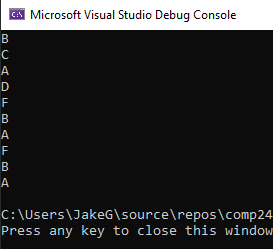 C:\ Microsoft Visual Studio Debug Console
B
C
A
D
F
B
A
F
B
A
C:\Users\JakeG\source\repos\comp24
Press any key to close this window